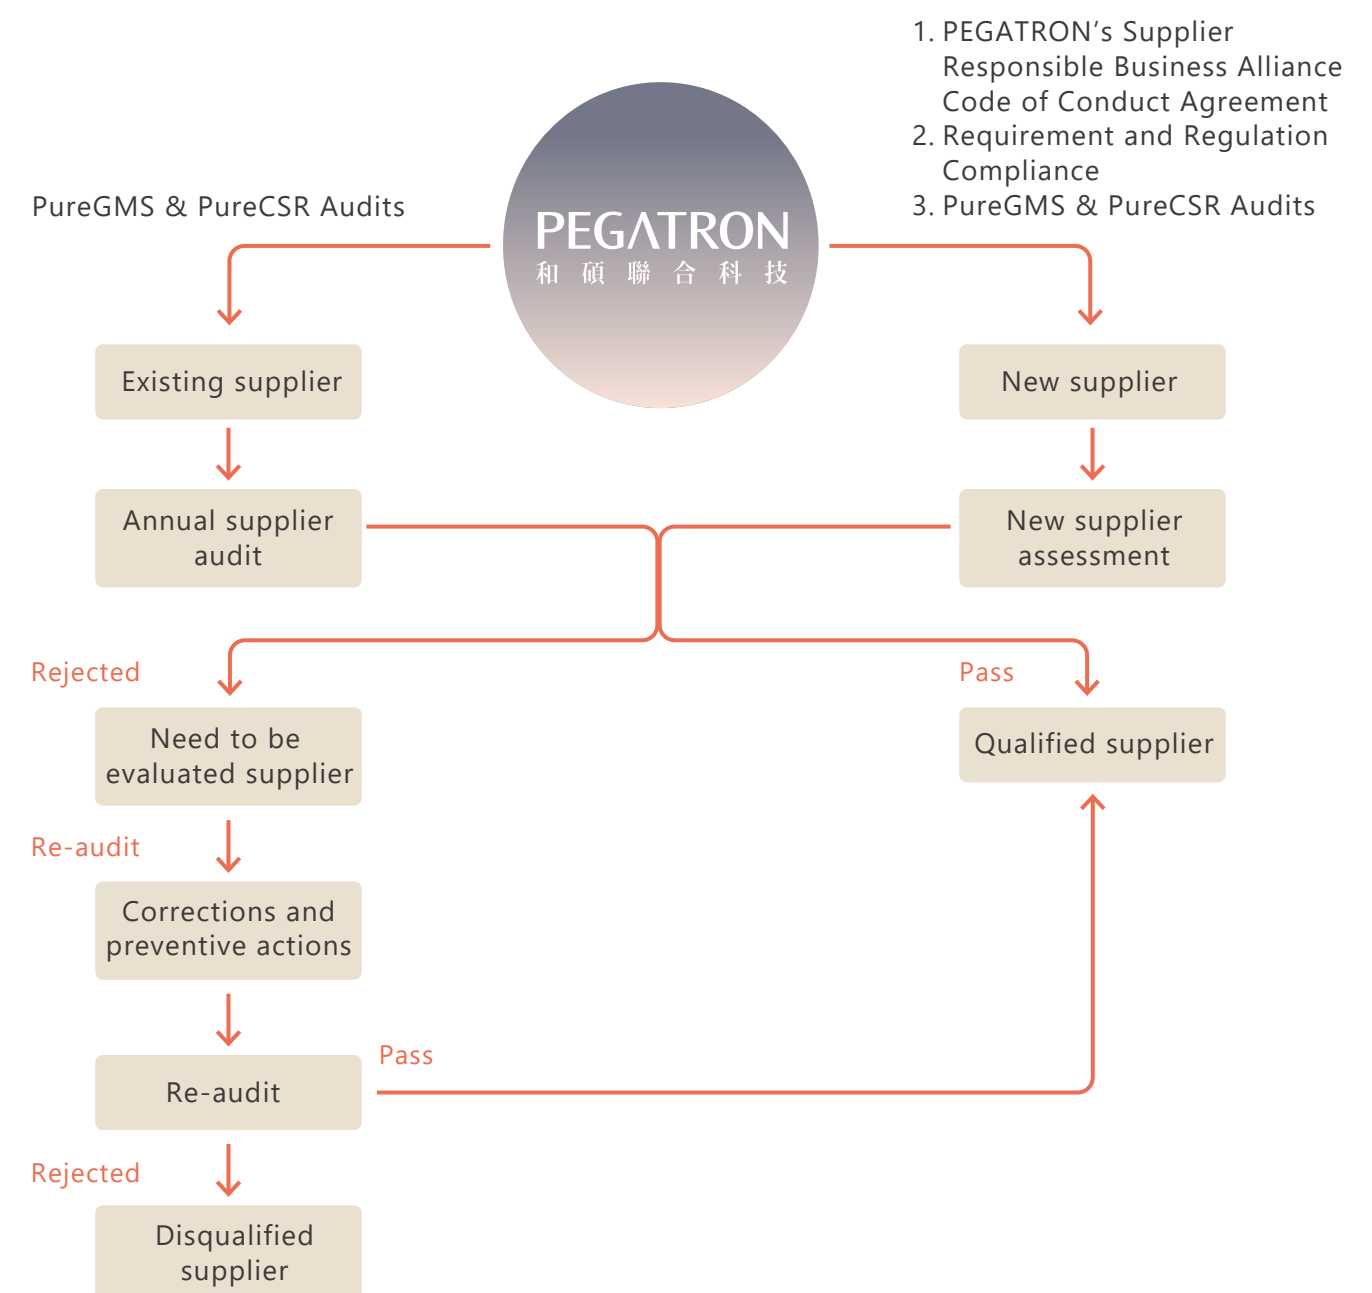 1. PEGATRON’s Supplier
Responsible Business Alliance
Code of Conduct Agreement
2. Requirement and Regulation
Compliance
3. PureGMS & PureCSR Audits
PureGMS & PureCSR Audits
PEGATRON
和碩聯合科技
Existing supplier
New supplier
Annual supplier
audit
New supplier
assessment
Rejected
Pass
Need to be
evaluated supplier
Qualified supplier
Re-audit
Corrections and
preventive actions
Pass
Re-audit
Rejected
Disqualified
supplier